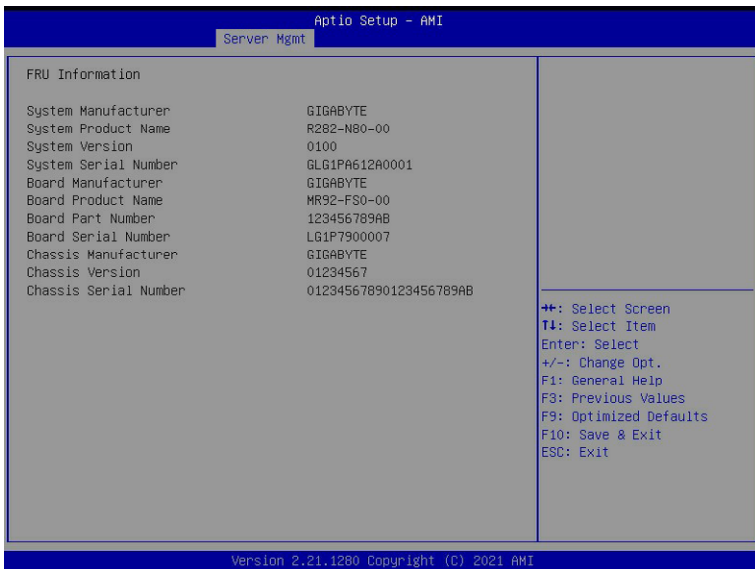 Aptio Setup - AMI
Server Mgmt
FRU Information
System Manufacturer GIGABYTE
System Product Name R282-N80-00
System Version 0100
System Serial Number GLG1PA612A0001
Board Manufacturer GIGABYTE
Board Product Name MR92-FS0-00
Board Part Number 123456789AB
Board Serial Number LG1P7900007
Chassis Manufacturer GIGABYTE
Chassis Version 01234567
Chassis Serial Number 01234567890123456789AB
→←: Select Screen
↑↓: Select Item
Enter: Select
+/-: Change Opt.
F1: General Help
F3: Previous Values
F9: Optimized Defaults
F10: Save & Exit
ESC: Exit
Version 2.21.1280 Copyright (C) 2021 AMI